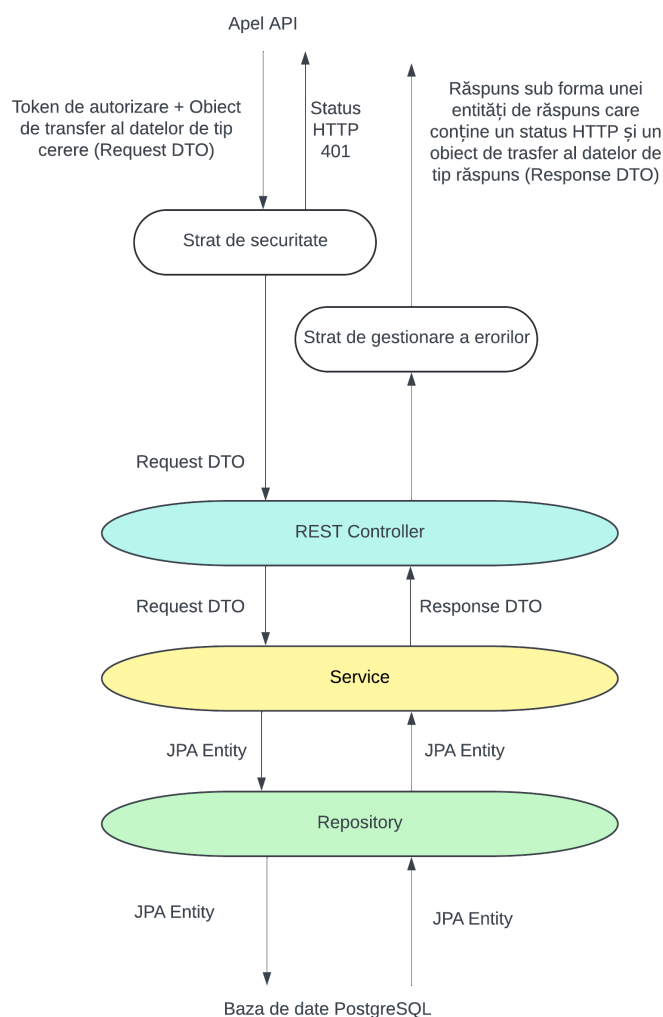 Apel API
Token de autorizare + Obiect
de transfer al datelor de tip
cerere (Request DTO)
Status
HTTP
401
Răspuns sub forma unei
entități de răspuns care
conține un status HTTP și un
obiect de trasfer al datelor de
tip răspuns (Response DTO)
Strat de securitate
Strat de gestionare a erorilor
Request DTO
REST Controller
Request DTO
Response DTO
Service
JPA Entity
JPA Entity
Repository
JPA Entity
JPA Entity
Baza de date PostgreSQL